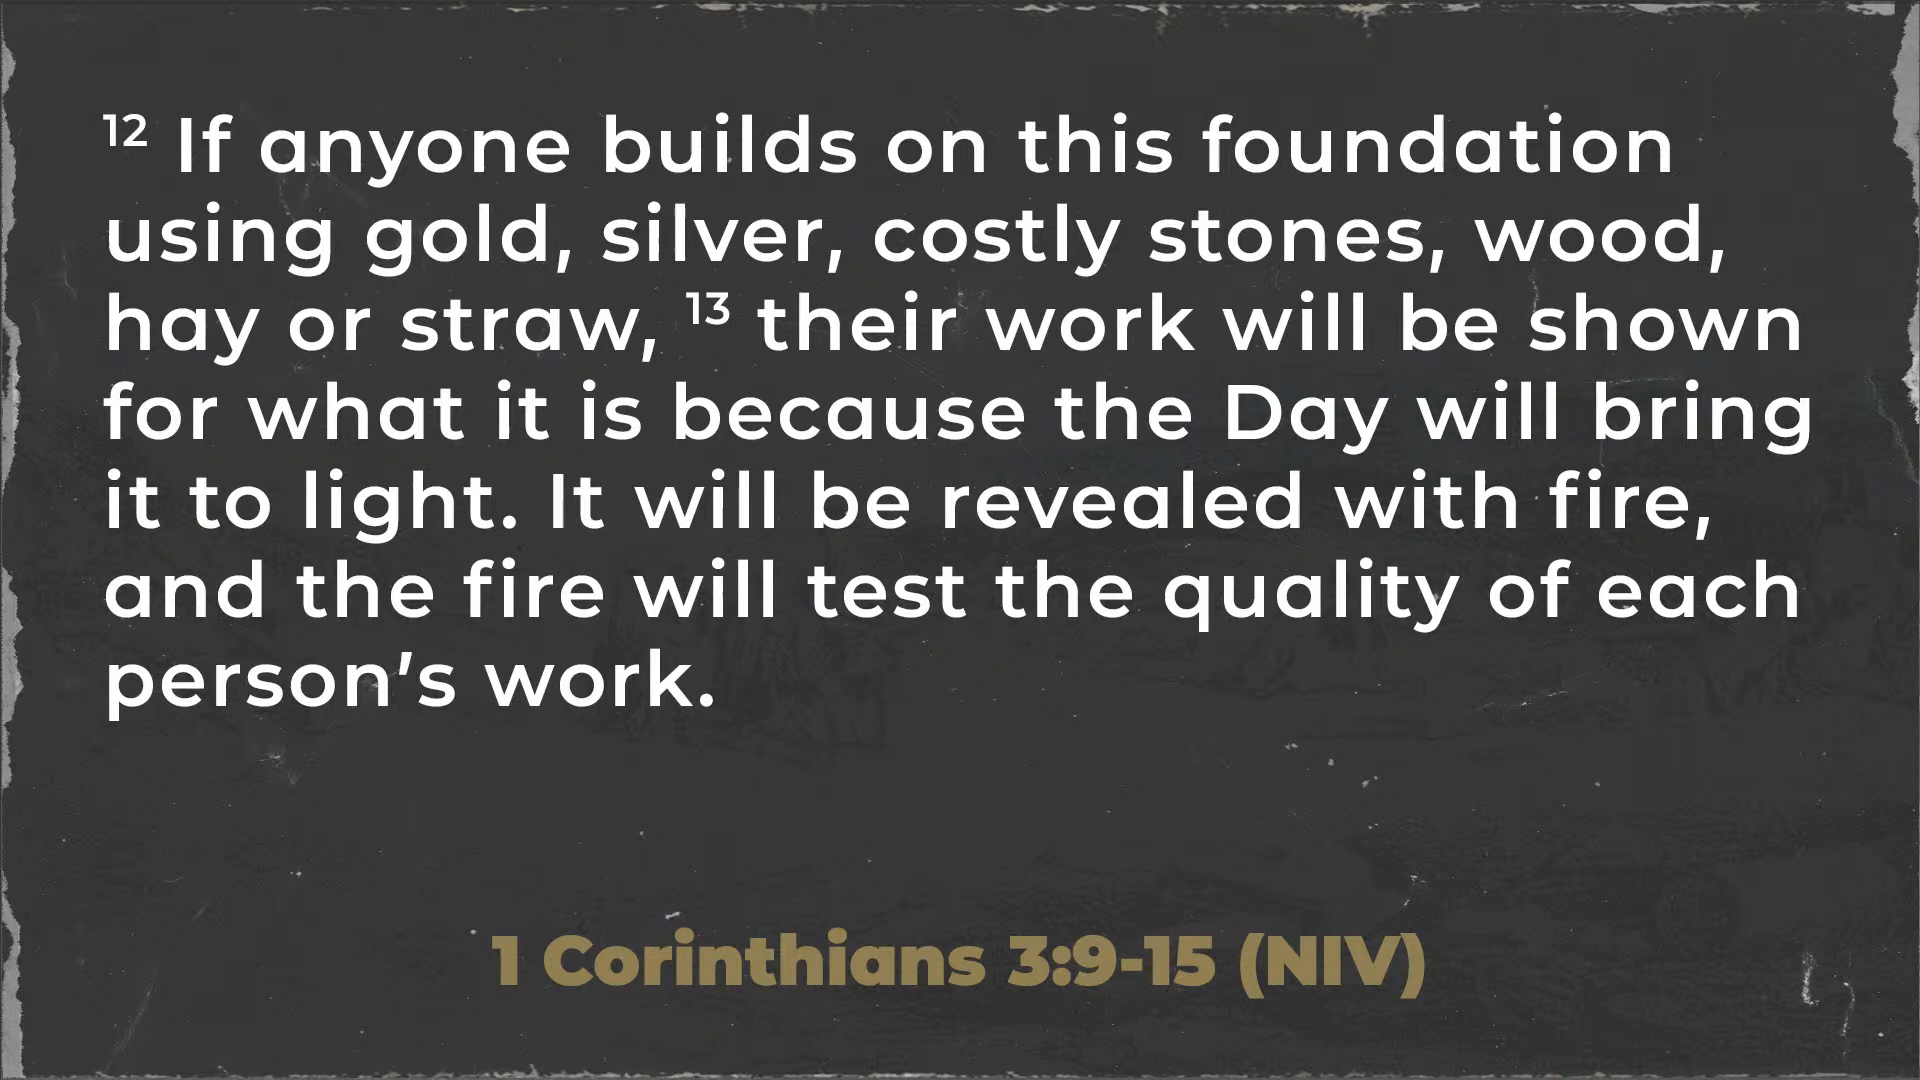 12 If anyone builds on this foundation
using gold, silver, costly stones, wood,
hay or straw, 13 their work will be shown
for what it is because the Day will bring
it to light. It will be revealed with fire,
and the fire will test the quality of each
person's work.
1 Corinthians 3:9-15 (NIV)